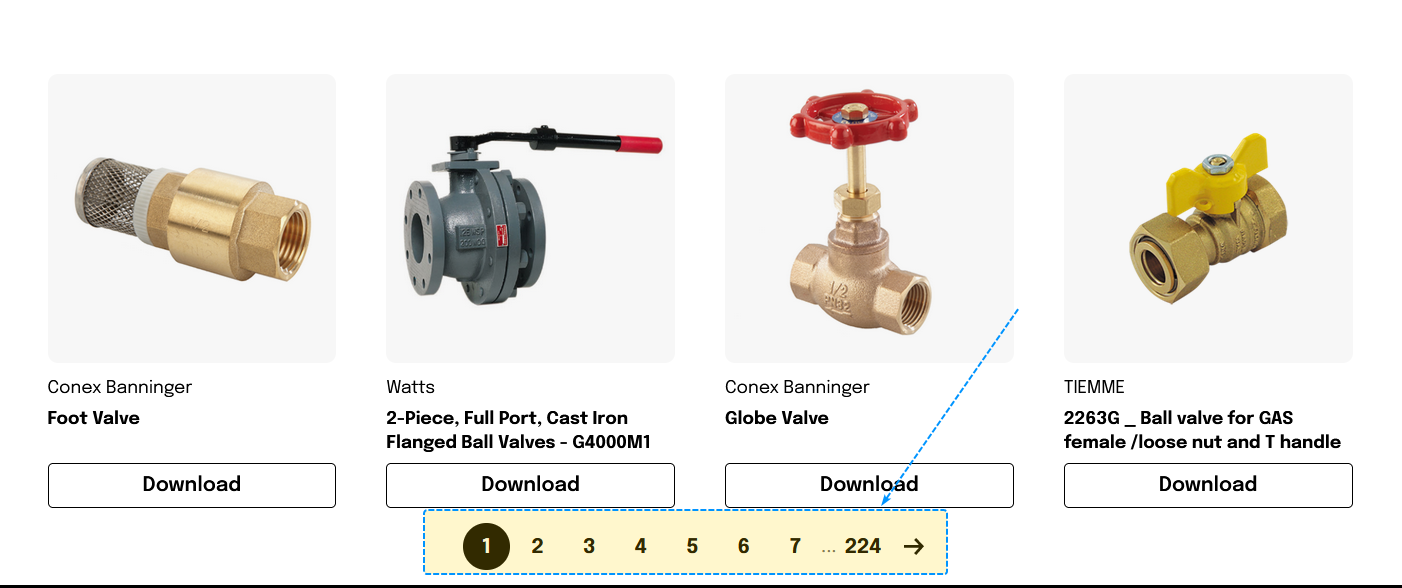 1/2
Conex Banninger
Foot Valve
Download
Watts
2-Piece, Full Port, Cast Iron
Flanged Ball Valves - G4000M1
Download
Conex Banninger
Globe Valve
Download
TIEMME
2263G _ Ball valve for GAS
female /loose nut and T handle
Download
1 2 3 4 5 6 7 ... 224 →